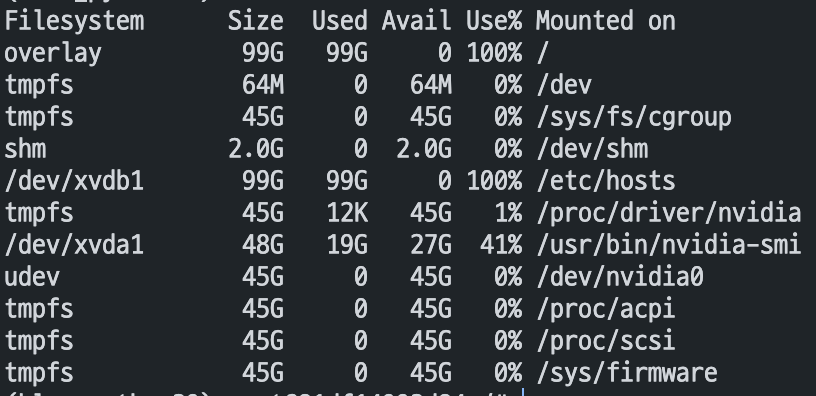 Filesystem Size Used Avail Use% Mounted on
overlay 99G 99G 0 100% /
tmpfs 64M 0 64M 0% /dev
tmpfs 45G 0 45G 0% /sys/fs/cgroup
shm 2.0G 0 2.0G 0% /dev/shm
/dev/xvdb1 99G 99G 0 100% /etc/hosts
tmpfs 45G 12K 45G 1% /proc/driver/nvidia
/dev/xvda1 48G 19G 27G 41% /usr/bin/nvidia-smi
udev 45G 0 45G 0% /dev/nvidia0
tmpfs 45G 0 45G 0% /proc/acpi
tmpfs 45G 0 45G 0% /proc/scsi
tmpfs 45G 0 45G 0% /sys/firmware